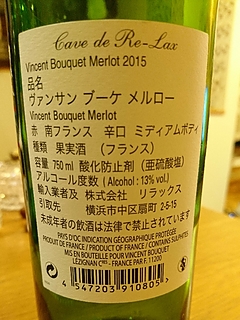 Cave de Re-Lax
Vincent Bouquet Merlot 2015
品名
ヴァンサン ブーケ メルロー
Vincent Bouquet Merlot
赤 南フランス 辛口 ミディアムボディ
種類 果実酒 (フランス)
容量 750ml 酸化防止剤 (亜硫酸塩)
アルコール度数 (Alcohol : 13% vol.)
輸入業者及 株式会社 リラックス
引取先 横浜市中区扇町 2-5-15
未成年者の飲酒は法律で禁止されています
PAYS D'OC INDICATION GÉOGRAPHIQUE PROTÉGÉE
PRODUCT OF FRANCE / PRODUIT DE FRANCE / CONTAINS SULPHITES.
MIS EN BOUTEILLE POUR VINCENT BOUQUET
LEZIGNAN CRES - FRANCE PAR F. 11200
4 547203 910805